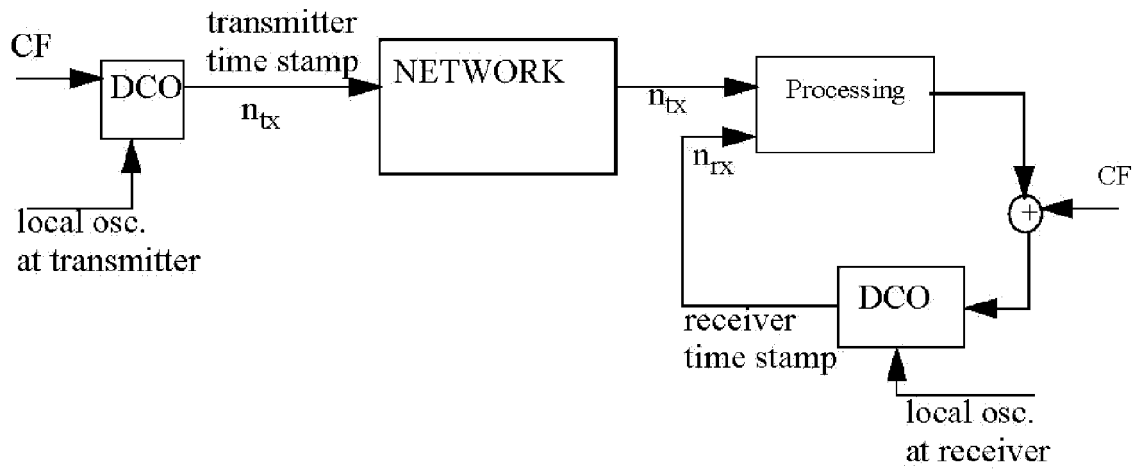 CF
DCO
transmitter
time stamp
n_tx
local osc.
at transmitter
NETWORK
n_tx
n_rx
Processing
CF
+
DCO
receiver
time stamp
local osc.
at receiver